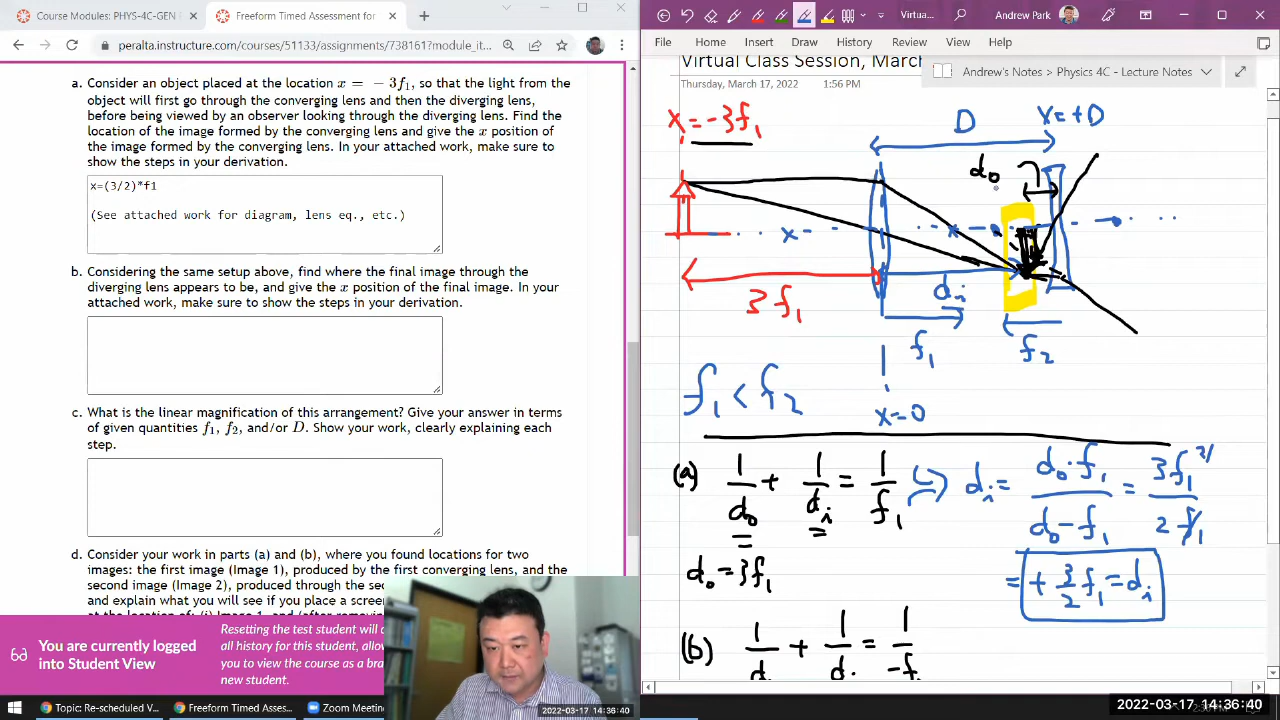 Course Modules: PHYS-4C-GEN
Freeform Timed Assessment for
peralta.instructure.com/courses/51133/assignments/738161?module_it...
a. Consider an object placed at the location x = − 3f₁, so that the light from the
object will first go through the converging lens and then the diverging lens,
before being viewed by an observer looking through the diverging lens. Find the
location of the image formed by the converging lens and give the x position of
the image formed by the converging lens. In your attached work, make sure to
show the steps in your derivation.
x=(3/2)*f1
(See attached work for diagram, lens eq., etc.)
b. Considering the same setup above, find where the final image through the
diverging lens appears to be, and give the x position of the final image. In your
attached work, make sure to show the steps in your derivation.
c. What is the linear magnification of this arrangement? Give your answer in terms
of given quantities f₁, f₂, and/or D. Show your work, clearly explaining each
step.
d. Consider your work in parts (a) and (b), where you found locations for two
images: the first image (Image 1), produced by the first converging lens, and the
second image (Image 2), produced through the sec
and explain what you will see if you place a screen
You are currently logged
into Student View
Resetting the test student will c
all history for this student, allow
you to view the course as a bra
new student.
Topic: Re-scheduled V...
Freeform Timed Asses...
Zoom Meeting
2022-03-17 14:36:40
Virtua...
Andrew Park
File Home Insert Draw History Review View Help
Virtual Class Session, March
Andrew's Notes > Physics 4C - Lecture Notes
Thursday, March 17, 2022 1:56 PM
x = -3f₁
D
x=+D
d₀
x
x
3f₁
dᵢ
f₁
f₂
f₁ < f₂
x=0
(a) 1/d₀ + 1/dᵢ = 1/f₁
dᵢ = d₀·f₁/(d₀-f₁) = 3f₁²/2f₁
d₀ = 3f₁
= + 3/2 f₁ = dᵢ
(b) 1/d + 1/dᵢ = 1/-f
2022-03-17 14:36:40